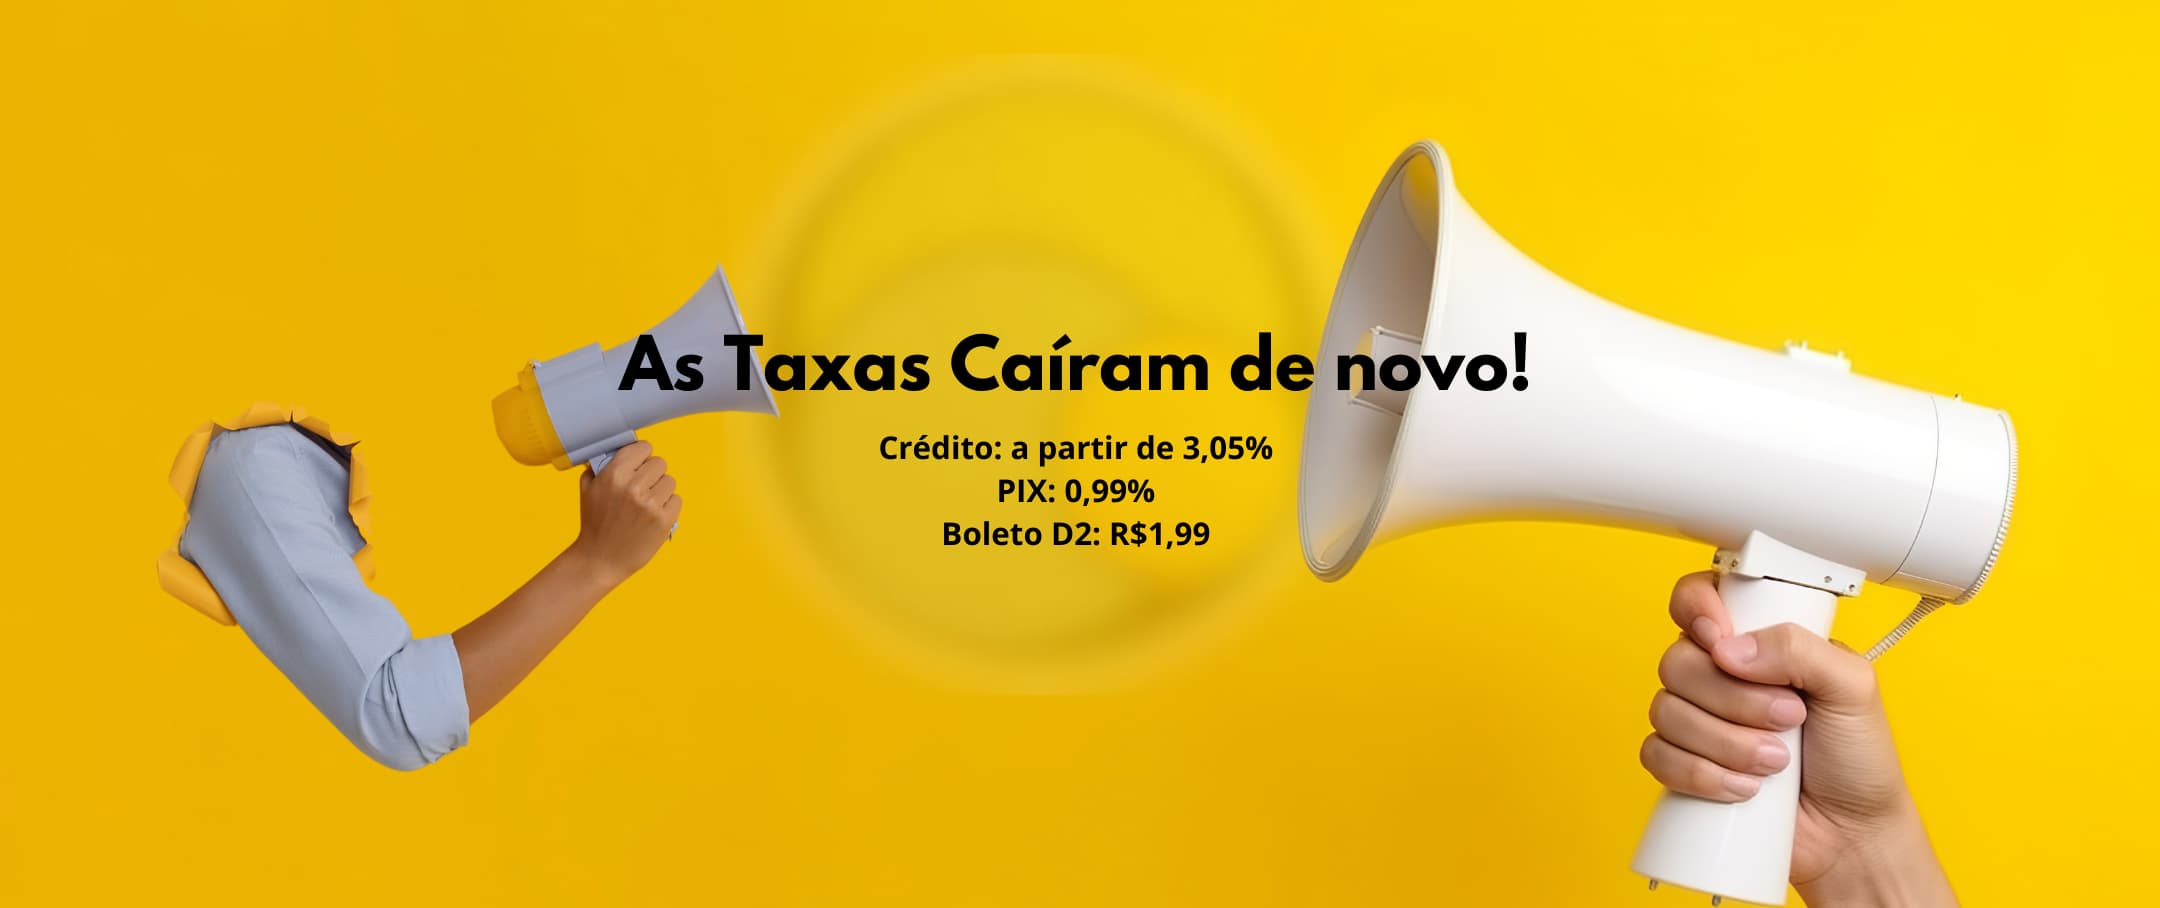 As Taxas Caíram de novo!
Crédito: a partir de 3,05%
PIX: 0,99%
Boleto D2: R$1,99